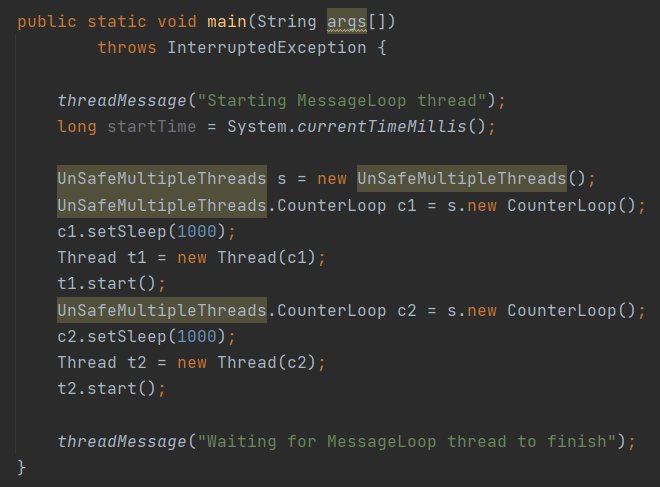 public static void main(String args[])
        throws InterruptedException {
    threadMessage("Starting MessageLoop thread");
    long startTime = System.currentTimeMillis();
    UnSafeMultipleThreads s = new UnSafeMultipleThreads();
    UnSafeMultipleThreads.CounterLoop c1 = s.new CounterLoop();
    c1.setSleep(1000);
    Thread t1 = new Thread(c1);
    t1.start();
    UnSafeMultipleThreads.CounterLoop c2 = s.new CounterLoop();
    c2.setSleep(1000);
    Thread t2 = new Thread(c2);
    t2.start();
    threadMessage("Waiting for MessageLoop thread to finish");
}